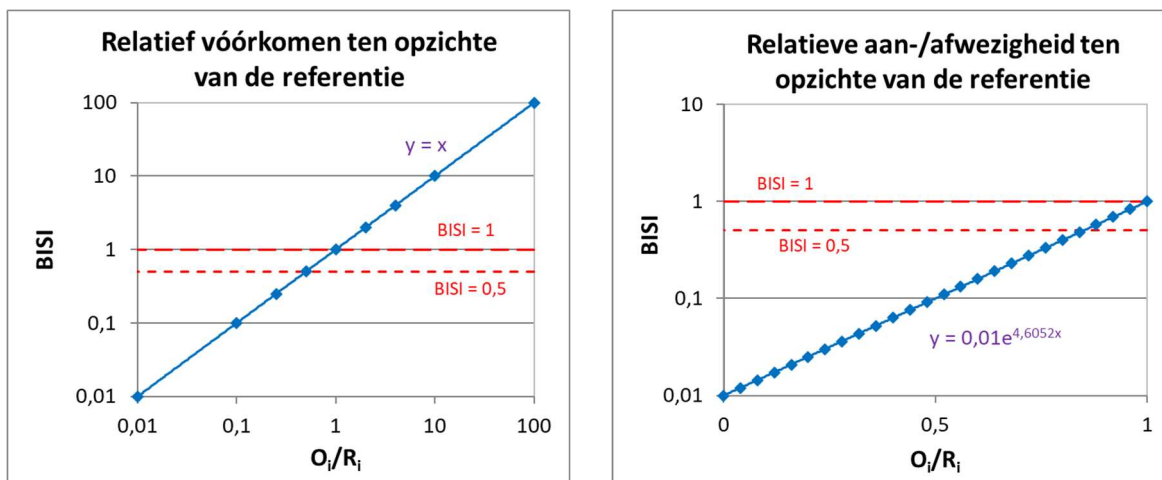 Relatief vóórkomen ten opzichte
van de referentie
100
10
1
0,1
0,01
BISI
y = x
BISI = 1
BISI = 0,5
0,01
0,1
1
10
100
Oi/Ri
Relatieve aan-/afwezigheid ten
opzichte van de referentie
10
1
0,1
0,01
BISI
BISI = 1
BISI = 0,5
y = 0,01e^4,6052x
0
0,5
1
Oi/Ri